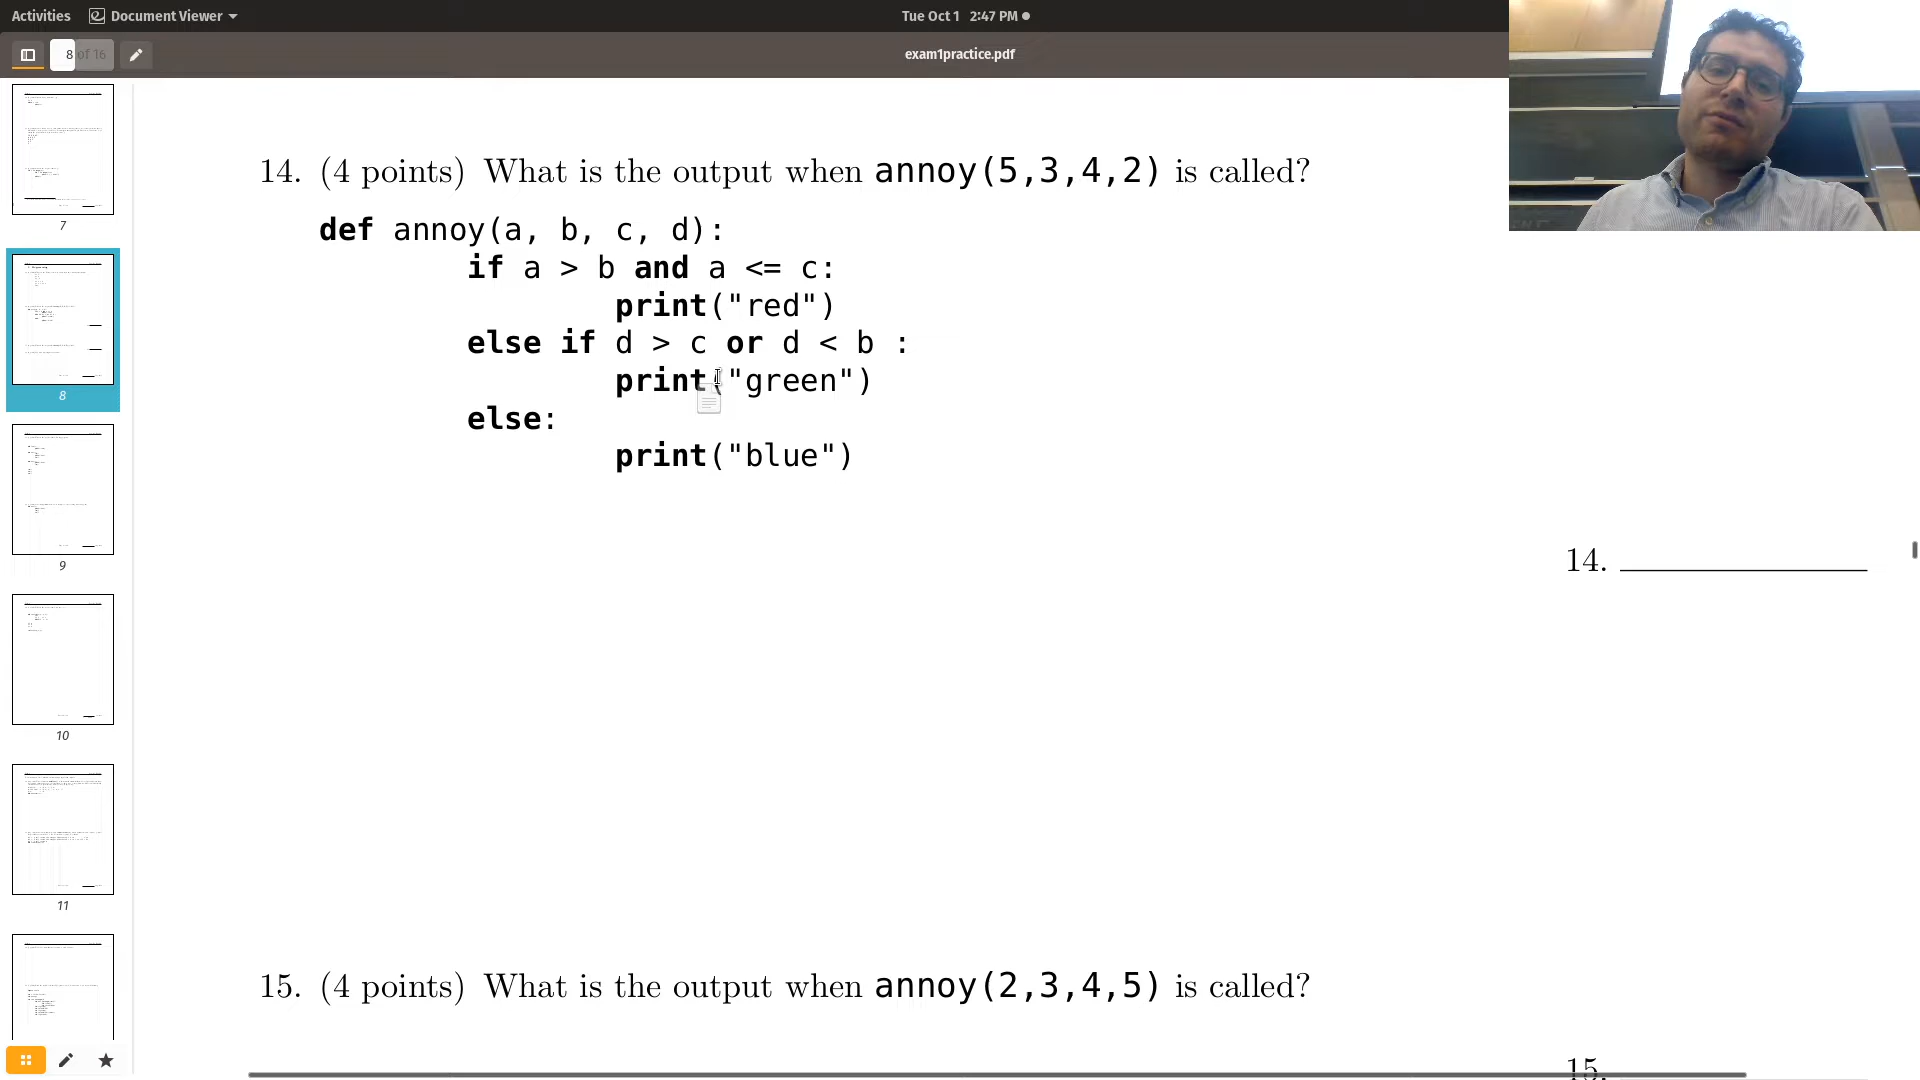 Activities Document Viewer Tue Oct 1 2:47 PM
8 of 16 exam1practice.pdf
7
8
9
10
11
14. (4 points) What is the output when annoy(5,3,4,2) is called?
def annoy(a, b, c, d):
if a > b and a <= c:
print("red")
else if d > c or d < b :
print("green")
else:
print("blue")
14.
15. (4 points) What is the output when annoy(2,3,4,5) is called?
15.